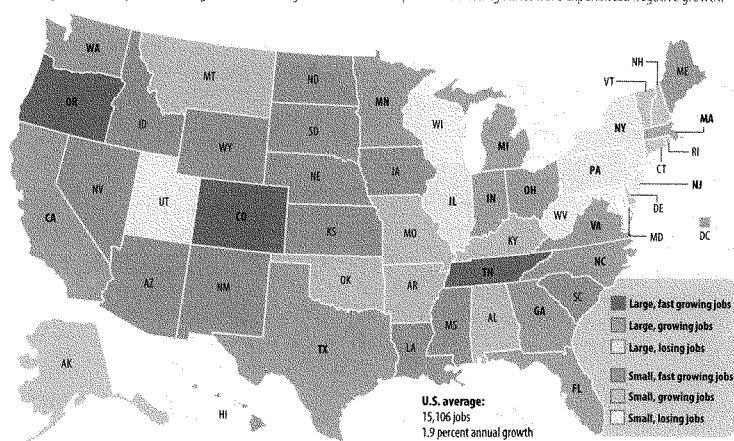 WA
OR
CA
NV
ID
MT
WY
UT
AZ
CO
NM
ND
SD
NE
KS
OK
TX
MN
IA
MO
AR
LA
WI
IL
MS
MI
IN
KY
TN
AL
OH
WV
VA
NC
SC
GA
FL
PA
NY
VT
NH
ME
MA
RI
CT
NJ
DE
MD
DC
AK
HI
U.S. average:
15,106 jobs
1.9 percent annual growth
Large, fast growing jobs
Large, growing jobs
Large, losing jobs
Small, fast growing jobs
Small, growing jobs
Small, losing jobs